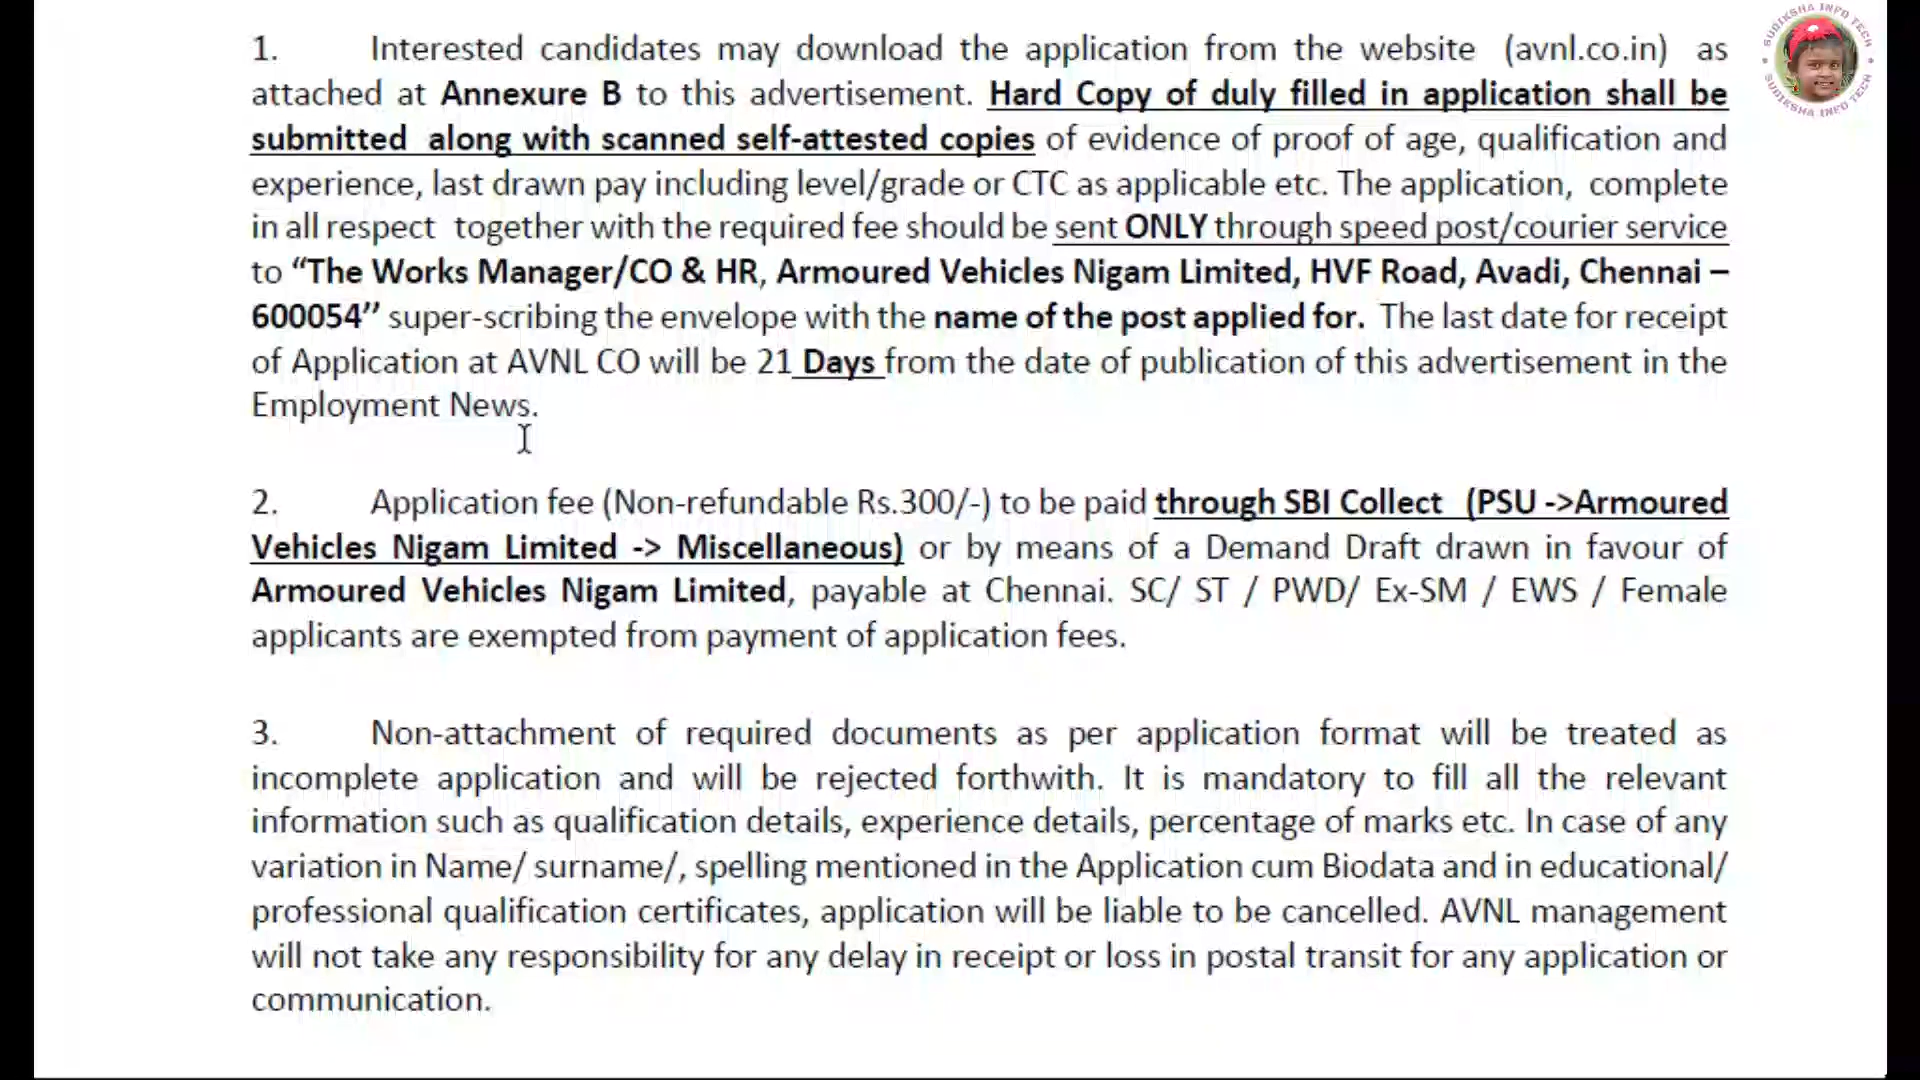 1. Interested candidates may download the application from the website (avnl.co.in) as
attached at Annexure B to this advertisement. Hard Copy of duly filled in application shall be
submitted along with scanned self-attested copies of evidence of proof of age, qualification and
experience, last drawn pay including level/grade or CTC as applicable etc. The application, complete
in all respect together with the required fee should be sent ONLY through speed post/courier service
to “The Works Manager/CO & HR, Armoured Vehicles Nigam Limited, HVF Road, Avadi, Chennai –
600054” super-scribing the envelope with the name of the post applied for. The last date for receipt
of Application at AVNL CO will be 21 Days from the date of publication of this advertisement in the
Employment News.
2. Application fee (Non-refundable Rs.300/-) to be paid through SBI Collect (PSU ->Armoured
Vehicles Nigam Limited -> Miscellaneous) or by means of a Demand Draft drawn in favour of
Armoured Vehicles Nigam Limited, payable at Chennai. SC/ ST / PWD/ Ex-SM / EWS / Female
applicants are exempted from payment of application fees.
3. Non-attachment of required documents as per application format will be treated as
incomplete application and will be rejected forthwith. It is mandatory to fill all the relevant
information such as qualification details, experience details, percentage of marks etc. In case of any
variation in Name/ surname/, spelling mentioned in the Application cum Biodata and in educational/
professional qualification certificates, application will be liable to be cancelled. AVNL management
will not take any responsibility for any delay in receipt or loss in postal transit for any application or
communication.
SUDIKSHA INFO TECH
SUDIKSHA INFO TECH